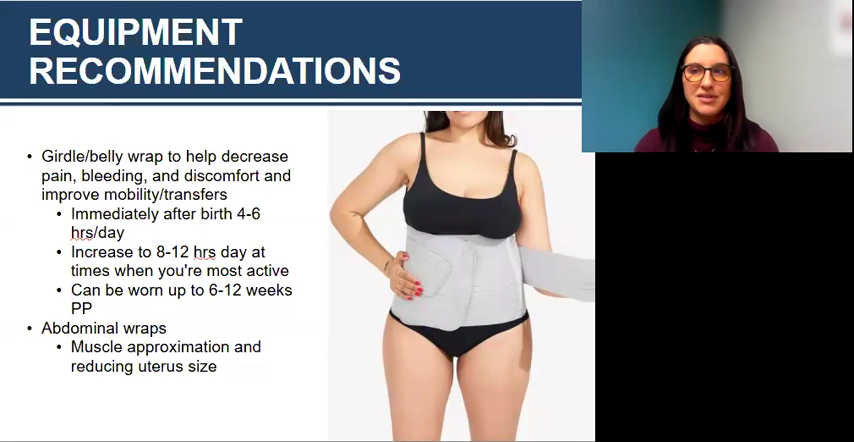 EQUIPMENT
RECOMMENDATIONS
• Girdle/belly wrap to help decrease
pain, bleeding, and discomfort and
improve mobility/transfers
• Immediately after birth 4-6
hrs/day
• Increase to 8-12 hrs day at
times when you're most active
• Can be worn up to 6-12 weeks
PP
• Abdominal wraps
• Muscle approximation and
reducing uterus size